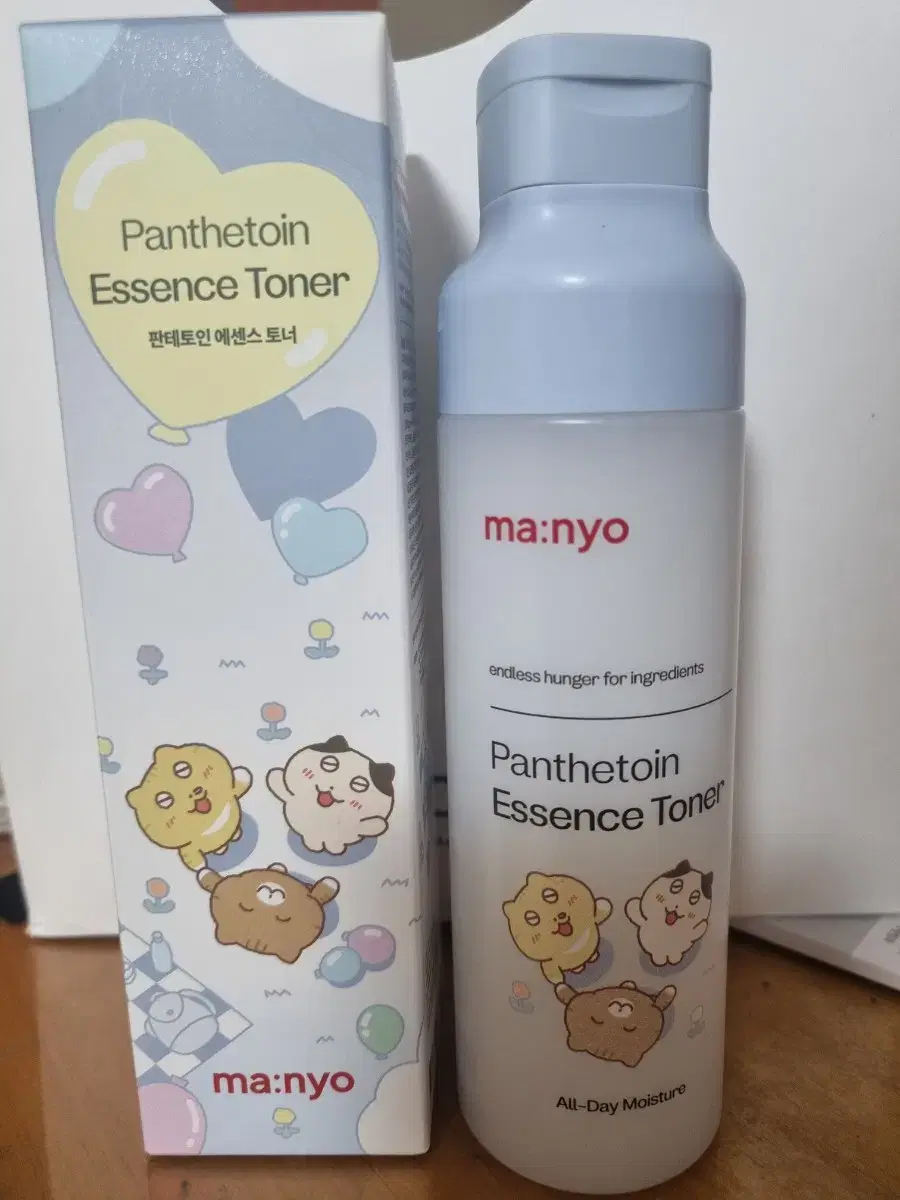 Panthetoin
Essence Toner
판테토인 에센스 토너
ma:nyo
ma:nyo
endless hunger for ingredients
Panthetoin
Essence Toner
All-Day Moisture